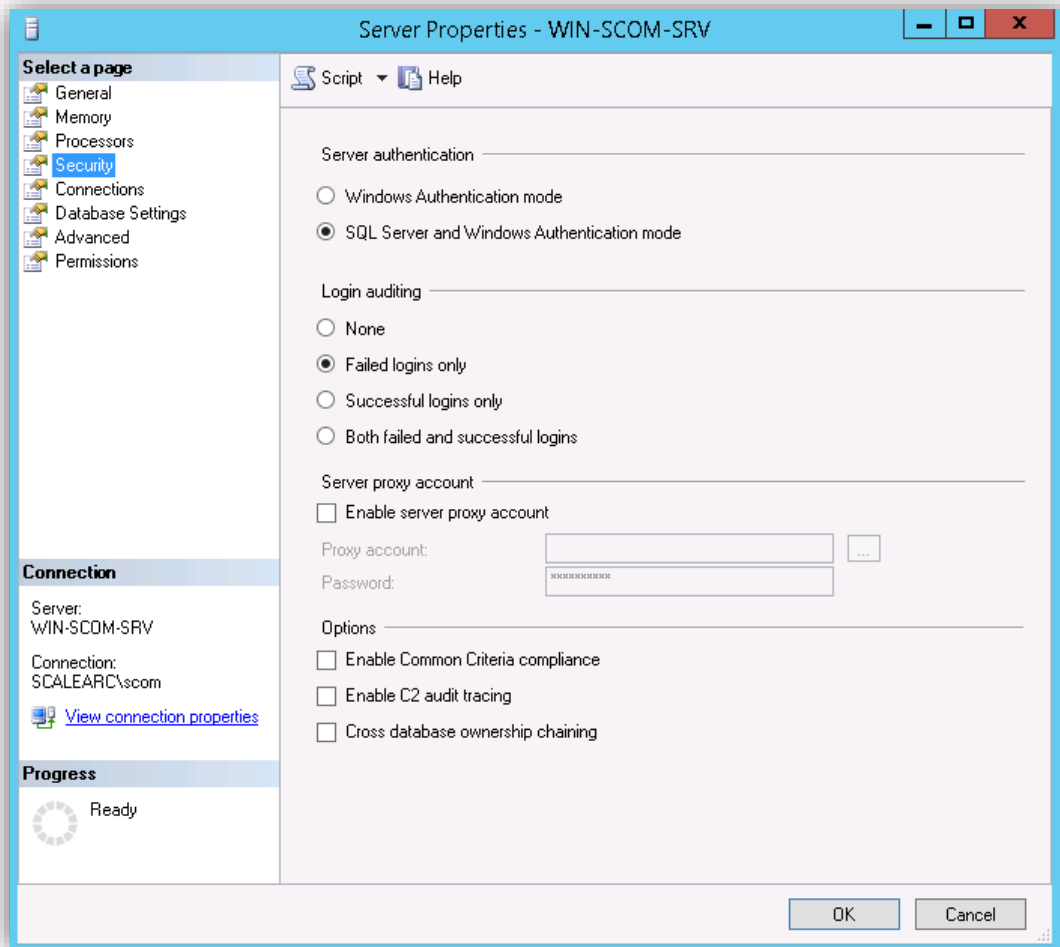 Server Properties - WIN-SCOM-SRV
Select a page
General
Memory
Processors
Security
Connections
Database Settings
Advanced
Permissions
Script
Help
Server authentication
Windows Authentication mode
SQL Server and Windows Authentication mode
Login auditing
None
Failed logins only
Successful logins only
Both failed and successful logins
Server proxy account
Enable server proxy account
Proxy account:
...
Password:
**********
Options
Enable Common Criteria compliance
Enable C2 audit tracing
Cross database ownership chaining
Connection
Server:
WIN-SCOM-SRV
Connection:
SCALEARC\scom
View connection properties
Progress
Ready
OK
Cancel